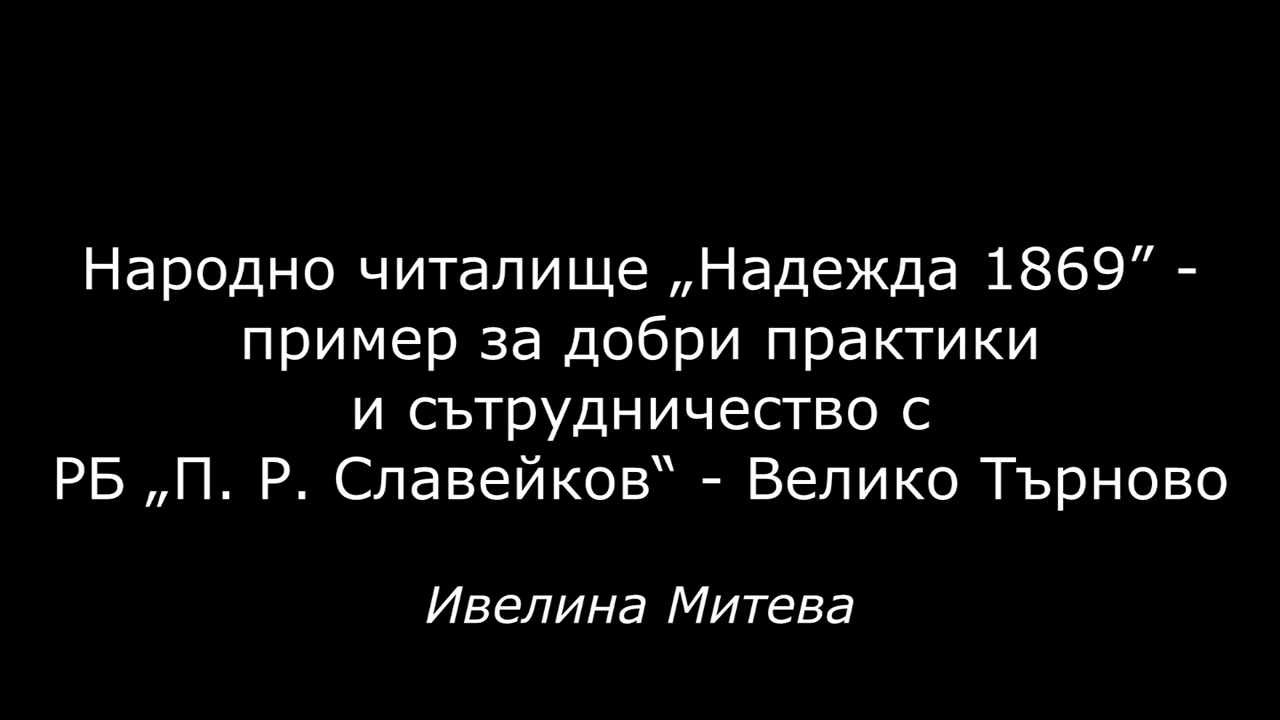 Народно читалище „Надежда 1869” -
пример за добри практики
и сътрудничество с
РБ „П. Р. Славейков‟ - Велико Търново
Ивелина Митева